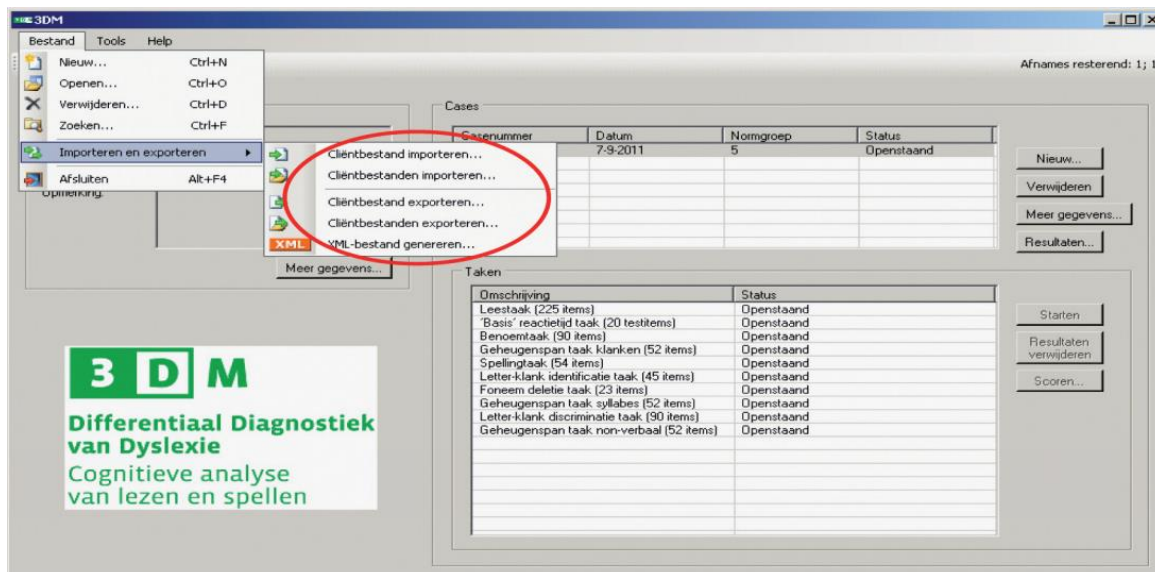 3DM
Bestand Tools Help
Nieuw... Ctrl+N
Openen... Ctrl+O
Verwijderen... Ctrl+D
Zoeken... Ctrl+F
Importeren en exporteren
Afsluiten Alt+F4
Opmerking:
Cliëntbestand importeren...
Cliëntbestanden importeren...
Cliëntbestand exporteren...
Cliëntbestanden exporteren...
XML XML-bestand genereren...
Meer gegevens...
Afnames resterend: 1; 1
Cases
Casenummer Datum Normgroep Status
7-9-2011 5 Openstaand
Nieuw...
Verwijderen
Meer gegevens...
Resultaten...
Taken
Omschrijving Status
Leestaak (225 items) Openstaand
'Basis' reactietijd taak (20 testitems) Openstaand
Benoemtaak (90 items) Openstaand
Geheugenspan taak klanken (52 items) Openstaand
Spellingtaak (54 items) Openstaand
Letter-klank identificatie taak (45 items) Openstaand
Foneem deletie taak (23 items) Openstaand
Geheugenspan taak syllabes (52 items) Openstaand
Letter-klank discriminatie taak (90 items) Openstaand
Geheugenspan taak non-verbaal (52 items) Openstaand
Starten
Resultaten
verwijderen
Scoren...
3 D M
Differentiaal Diagnostiek
van Dyslexie
Cognitieve analyse
van lezen en spellen